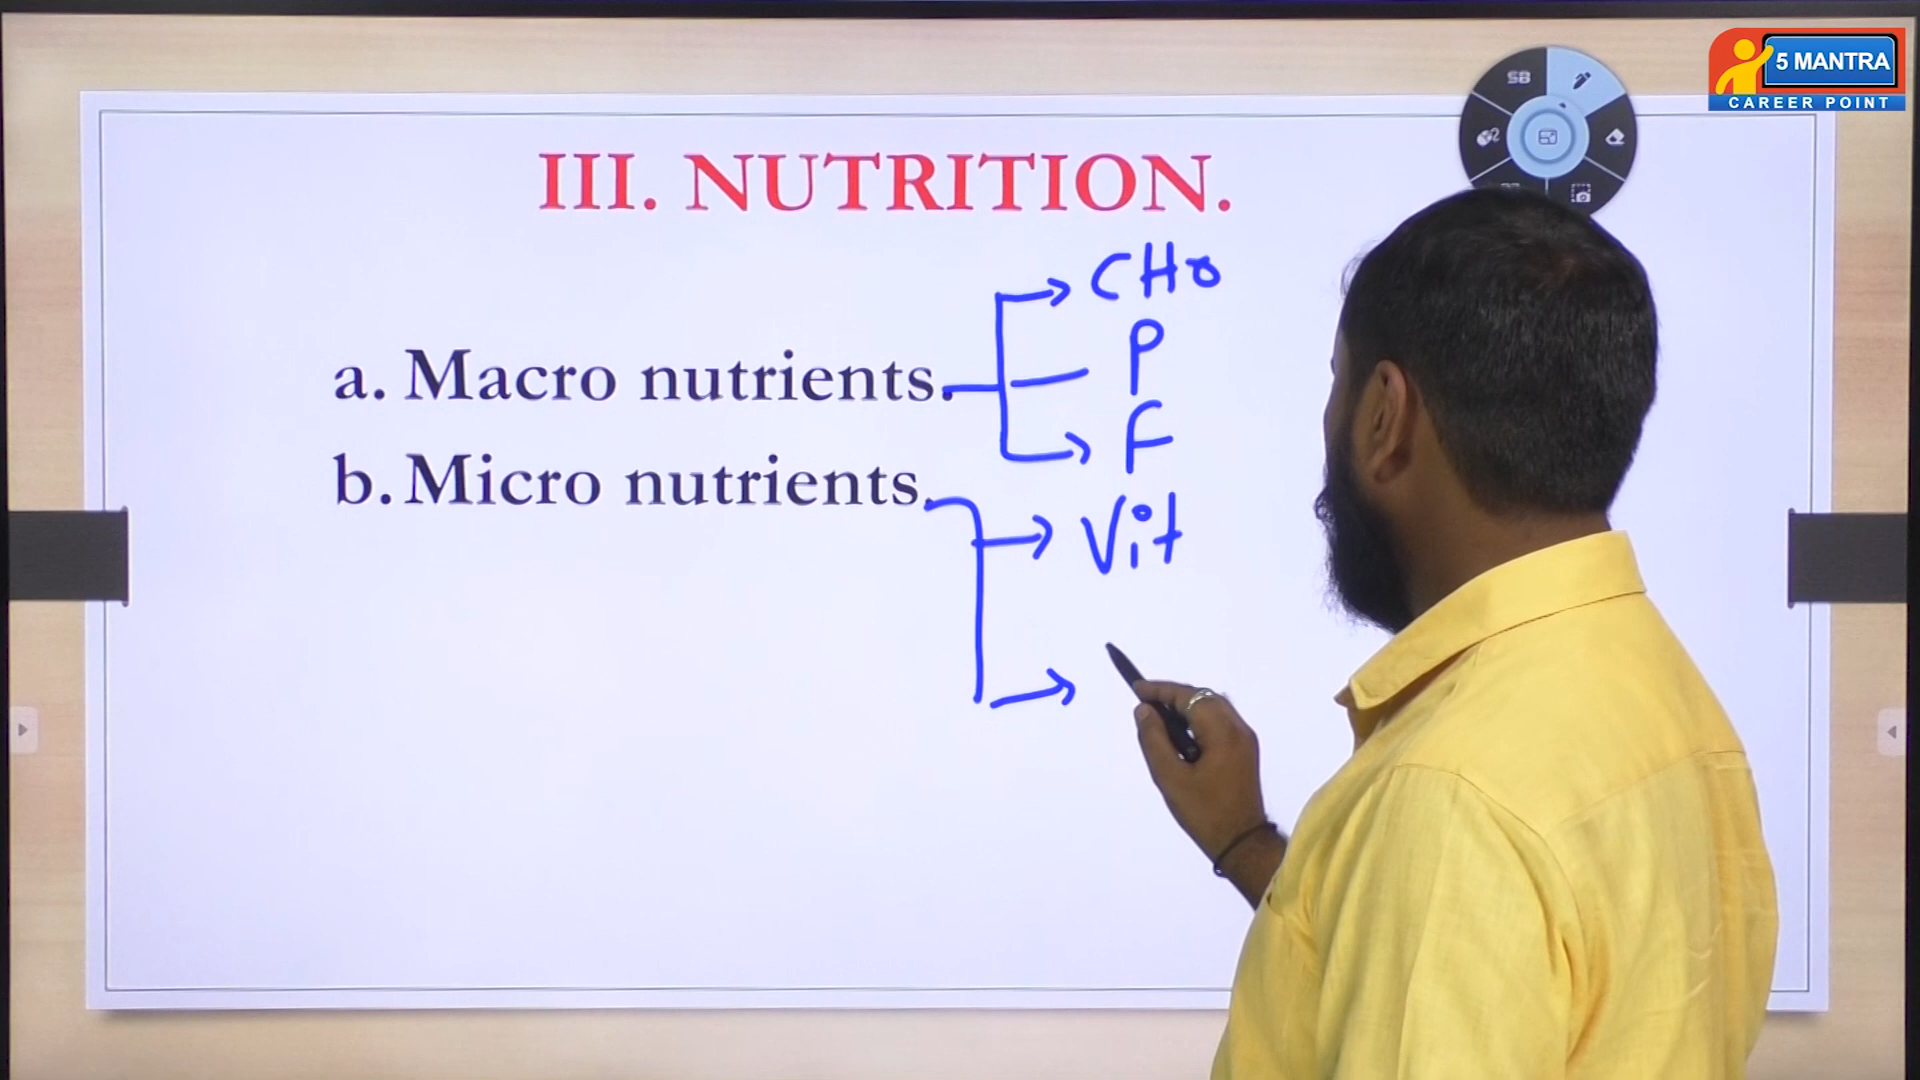 5 MANTRA
CAREER POINT
SB
III. NUTRITION.
CHO
a. Macro nutrients.
P
F
b. Micro nutrients.
Vit